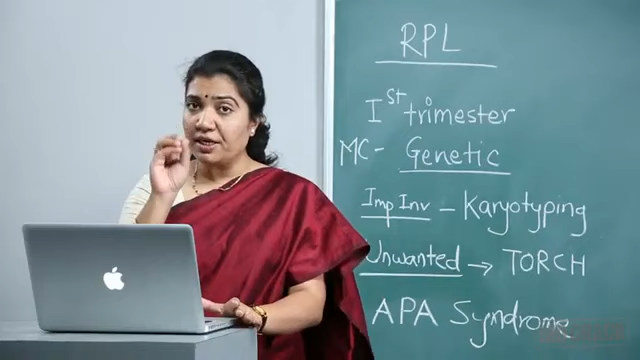 RPL
Ist trimester
MC- Genetic
Imp Inv - Karyotyping
Unwanted → TORCH
APA Syndrome